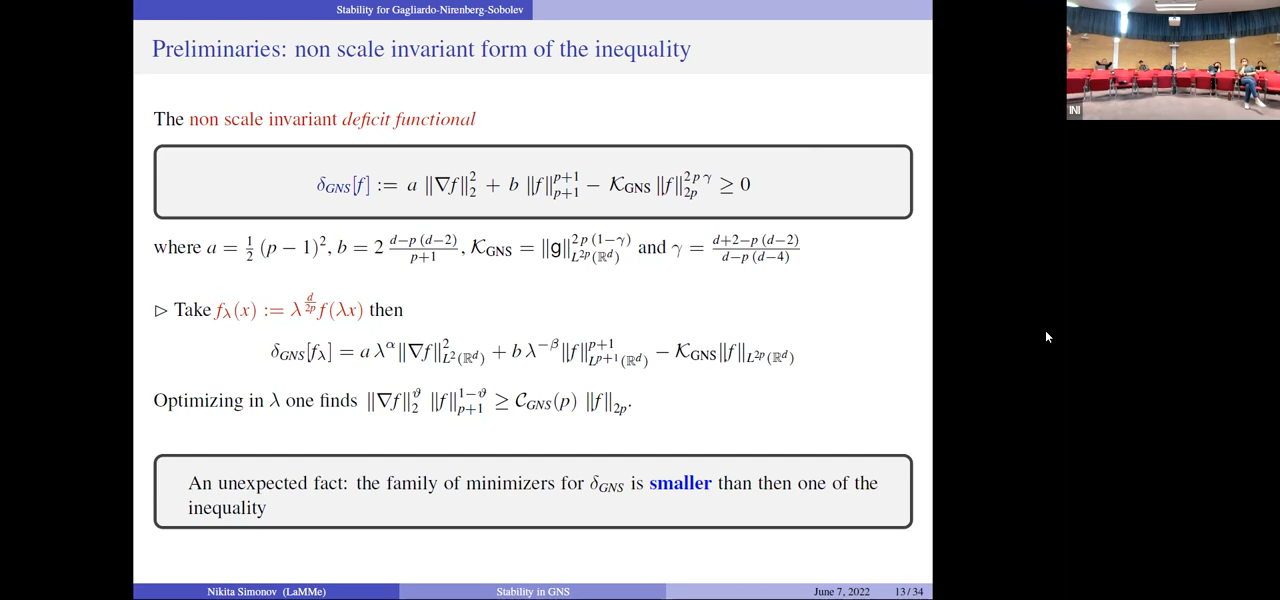 Stability for Gagliardo-Nirenberg-Sobolev
Preliminaries: non scale invariant form of the inequality
INI
The non scale invariant deficit functional
δ_GNS[f] := a ‖∇f‖_2^2 + b ‖f‖_{p+1}^{p+1} − K_GNS ‖f‖_{2p}^{2pγ} ≥ 0
where a = 1/2 (p − 1)^2, b = 2 (d−p(d−2))/(p+1), K_GNS = ‖g‖_{L^{2p}(ℝ^d)}^{2p(1−γ)} and γ = (d+2−p(d−2))/(d−p(d−4))
▷ Take f_λ(x) := λ^{d/2p} f(λx) then
δ_GNS[f_λ] = a λ^α ‖∇f‖_{L^2(ℝ^d)}^2 + b λ^{−β} ‖f‖_{L^{p+1}(ℝ^d)}^{p+1} − K_GNS ‖f‖_{L^{2p}(ℝ^d)}
Optimizing in λ one finds ‖∇f‖_2^ϑ ‖f‖_{p+1}^{1−ϑ} ≥ C_GNS(p) ‖f‖_{2p}.
An unexpected fact: the family of minimizers for δ_GNS is smaller than then one of the
inequality
Nikita Simonov (LaMMe) Stability in GNS June 7, 2022 13 / 34